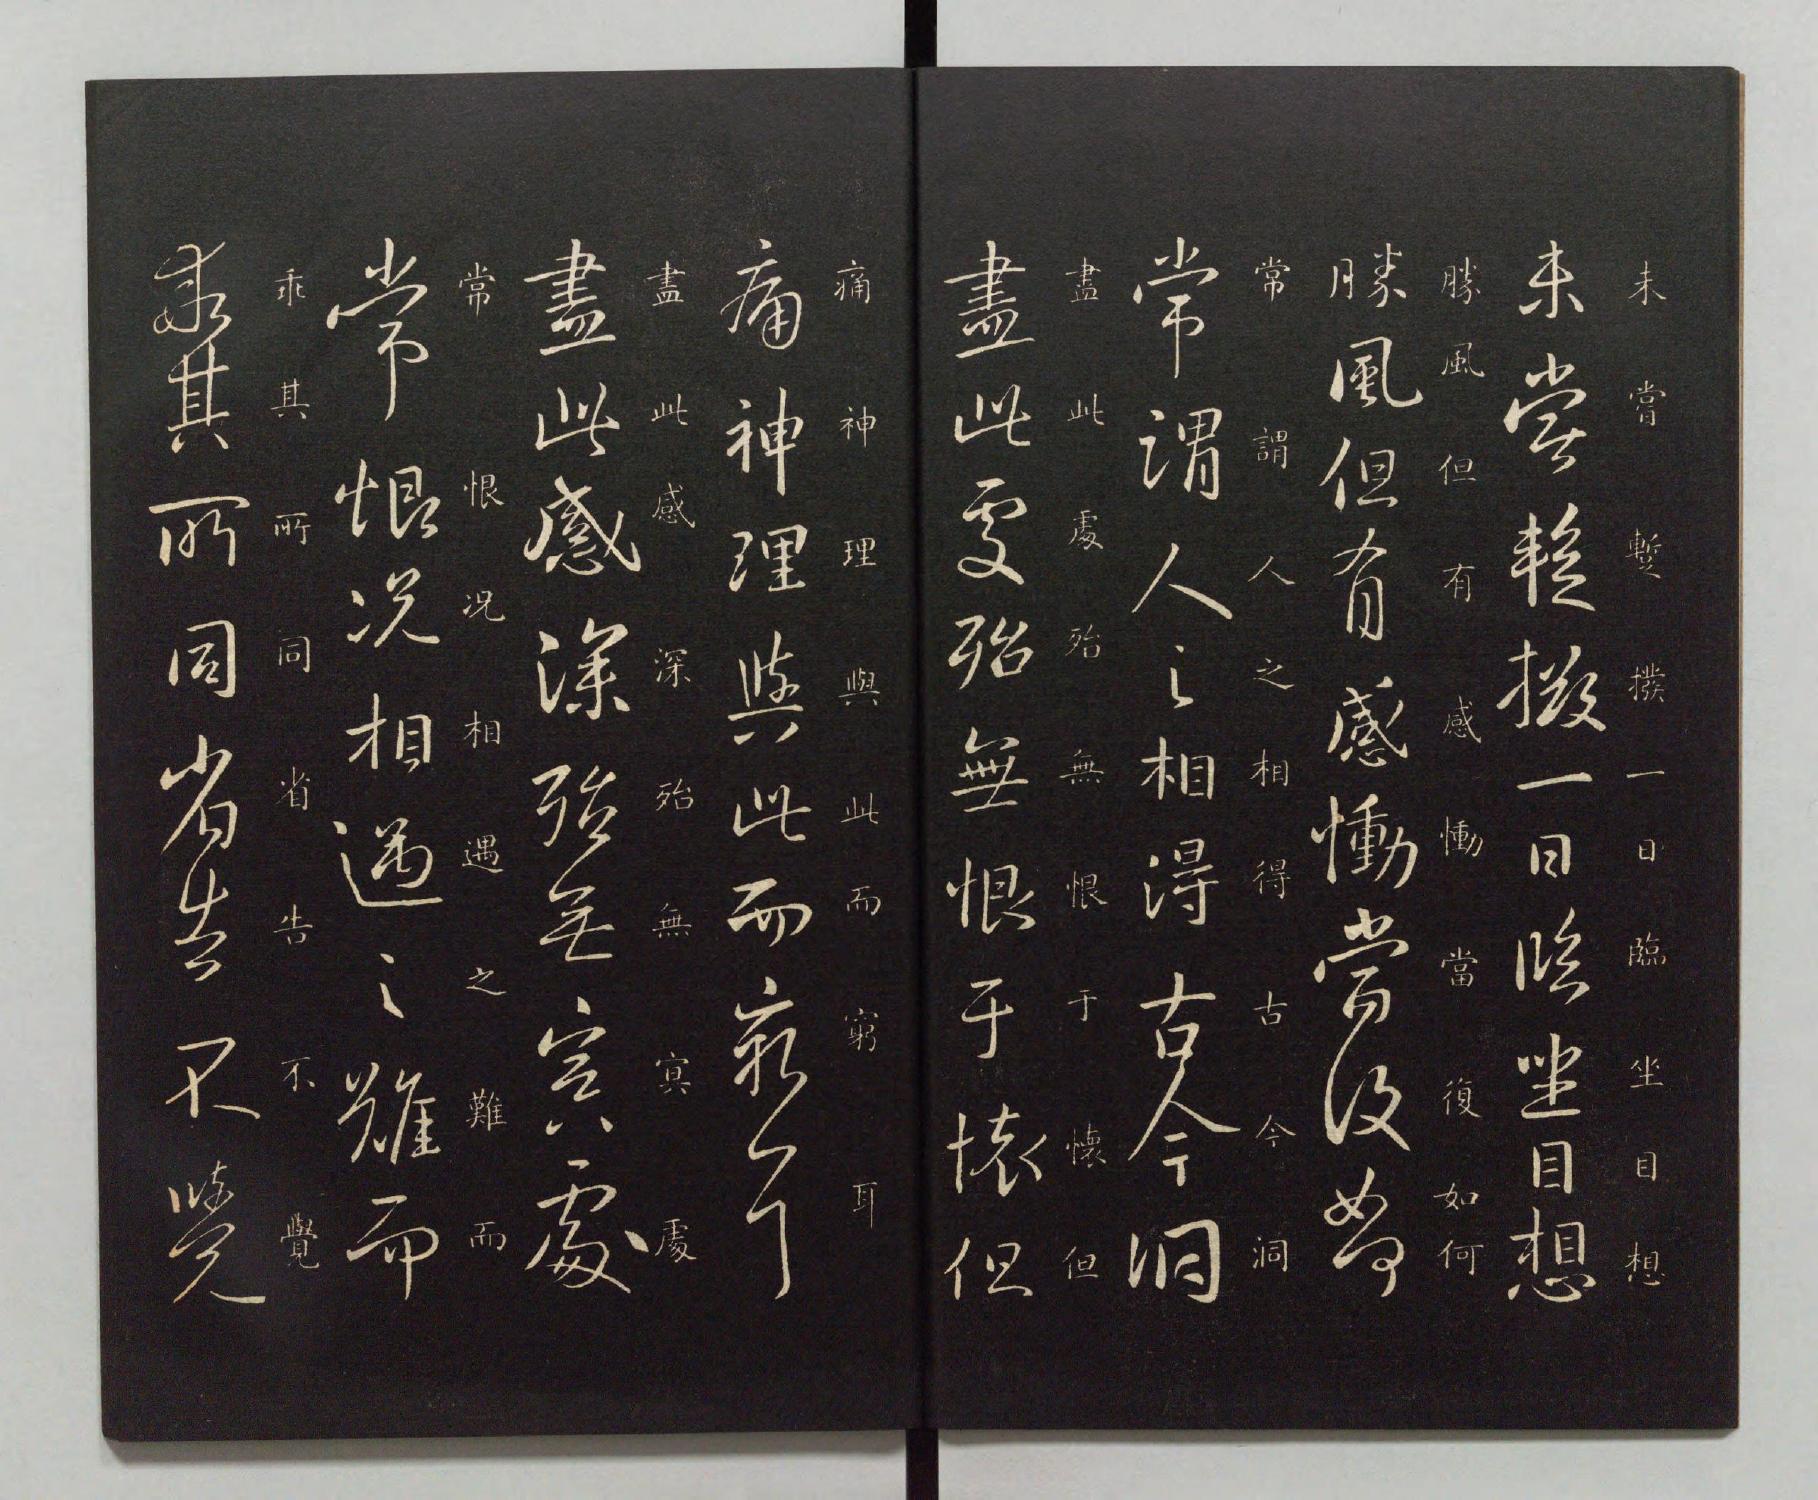 未嘗暫撥一日臨坐目想
未嘗暫撥一日臨坐目想
勝風但有感慟當復如何
勝風但有感慟當復如何
常謂人之相得古今洞
常謂人之相得古今洞
盡此處殆無恨于懷但
盡此處殆無恨于懷但
痛神理與此而窮耳
痛神理與此而窮耳
盡此感深殆無冥處
盡此感深殆無冥處
常恨况相遇之難而
常恨况相遇之難而
乖其所同省告不覺
乖其所同省告不覺